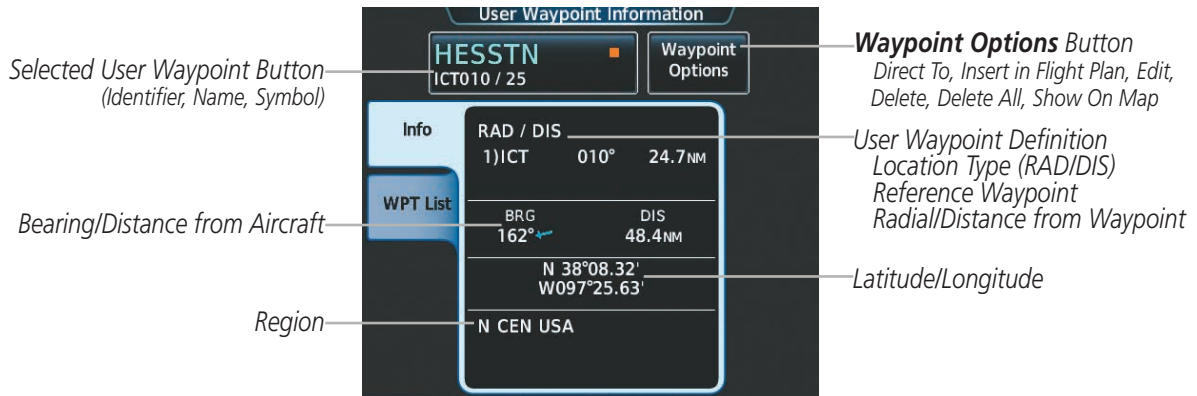 User Waypoint Information
HESSTN
ICT010 / 25
Waypoint
Options
Selected User Waypoint Button
(Identifier, Name, Symbol)
Waypoint Options Button
Direct To, Insert in Flight Plan, Edit,
Delete, Delete All, Show On Map
Info
RAD / DIS
1)ICT 010° 24.7NM
User Waypoint Definition
Location Type (RAD/DIS)
Reference Waypoint
Radial/Distance from Waypoint
WPT List
Bearing/Distance from Aircraft
BRG DIS
162° 48.4NM
N 38°08.32'
W097°25.63'
Latitude/Longitude
Region
N CEN USA